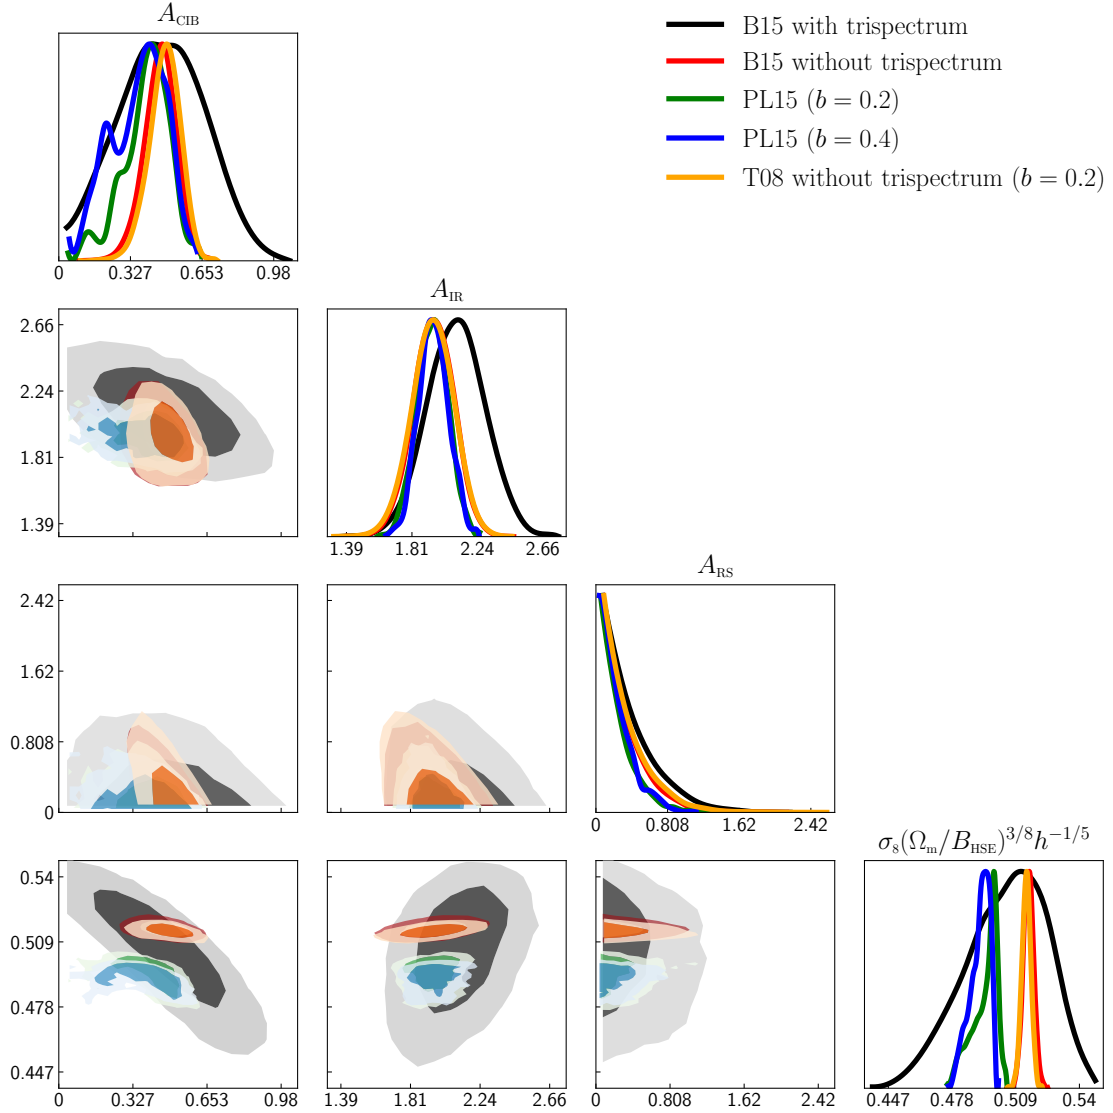 A_CIB
B15 with trispectrum
B15 without trispectrum
PL15 (b = 0.2)
PL15 (b = 0.4)
T08 without trispectrum (b = 0.2)
0 0.327 0.653 0.98
A_IR
2.66
2.24
1.81
1.39
1.39 1.81 2.24 2.66
A_RS
2.42
1.62
0.808
0
0 0.808 1.62 2.42
σ₈(Ω_m/B_HSE)^{3/8}h^{−1/5}
0.54
0.509
0.478
0.447
0 0.327 0.653 0.98
1.39 1.81 2.24 2.66
0 0.808 1.62 2.42
0.447 0.478 0.509 0.54